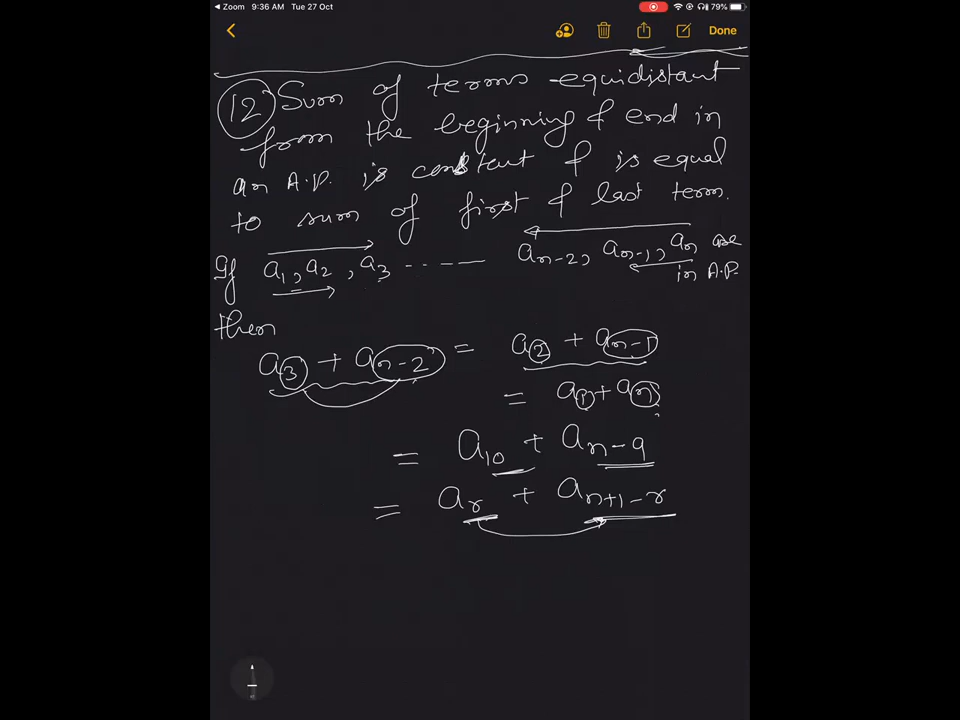 Zoom 9:36 AM Tue 27 Oct 79%
Done
12 Sum of terms equidistant
from the beginning & end in
an A.P. is constant & is equal
to sum of first & last term.
If a₁, a₂, a₃ ------ aₙ₋₂, aₙ₋₁, aₙ are
in A.P.
then
a₃ + aₙ₋₂ = a₂ + aₙ₋₁
= a₁ + aₙ
= a₁₀ + aₙ₋₉
= aᵣ + aₙ₊₁₋ᵣ